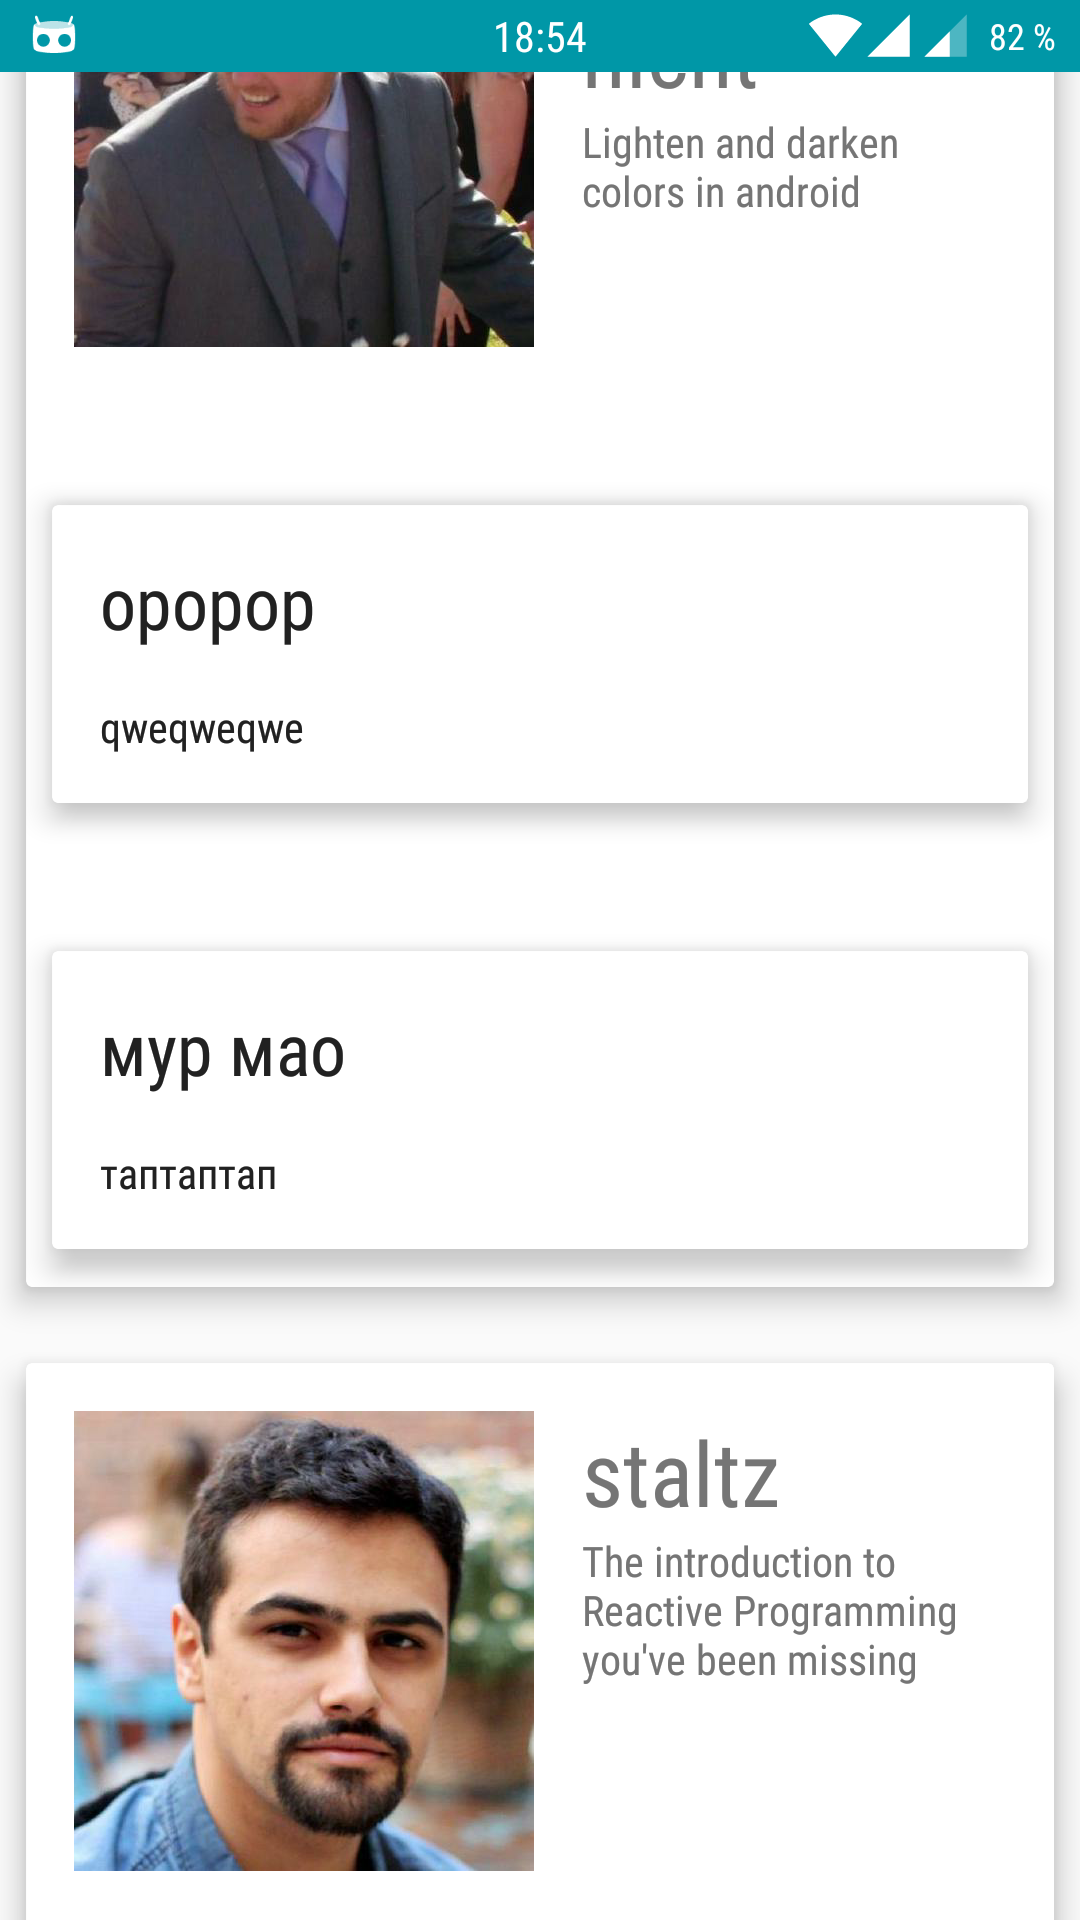 18:54
82 %
Lighten and darken
colors in android
opopop
qweqweqwe
мур мао
таптаптап
staltz
The introduction to
Reactive Programming
you've been missing